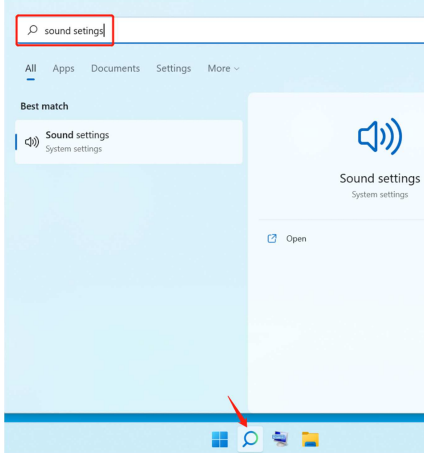 sound setings
All Apps Documents Settings More
Best match
Sound settings
System settings
Sound settings
System settings
Open